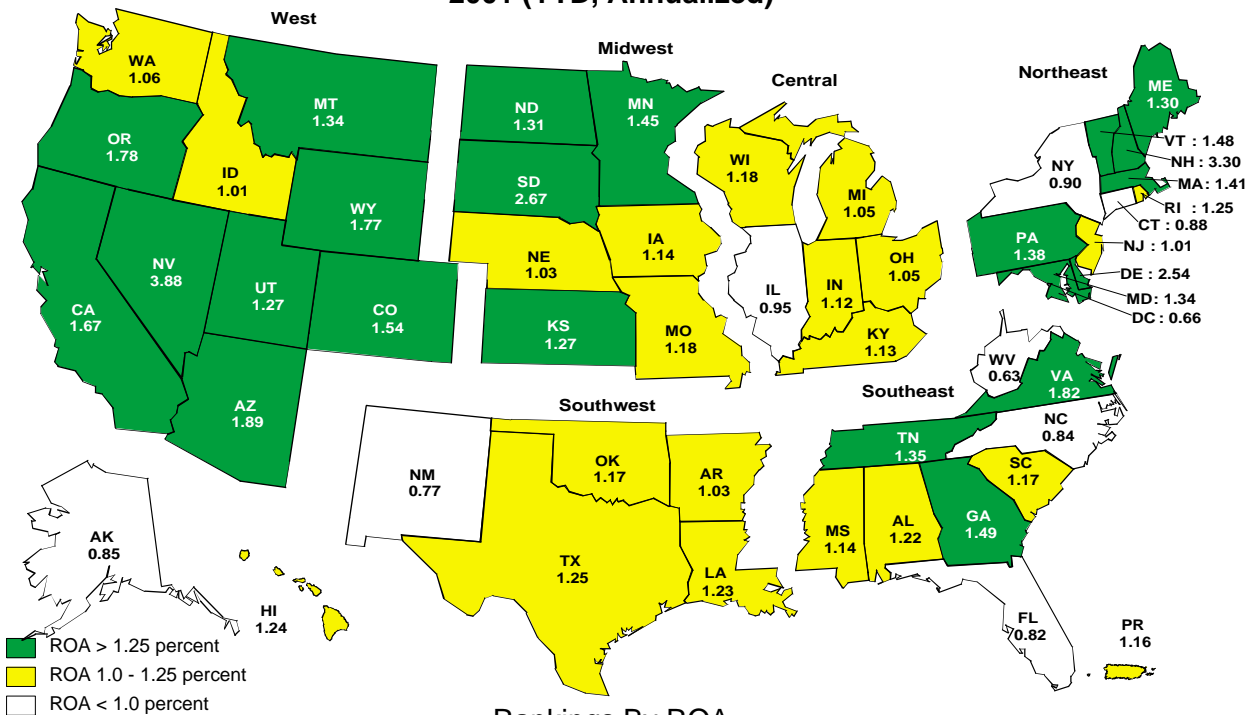 2001 (YTD, Annualized)
West
Midwest
Central
Northeast
WA
1.06
MT
1.34
OR
1.78
ID
1.01
WY
1.77
NV
3.88
UT
1.27
CO
1.54
CA
1.67
AZ
1.89
AK
0.85
HI
1.24
ND
1.31
MN
1.45
SD
2.67
NE
1.03
IA
1.14
KS
1.27
MO
1.18
WI
1.18
MI
1.05
IL
0.95
IN
1.12
OH
1.05
KY
1.13
ME
1.30
NY
0.90
VT : 1.48
NH : 3.30
MA : 1.41
RI : 1.25
CT : 0.88
NJ : 1.01
PA
1.38
DE : 2.54
MD: 1.34
DC : 0.66
Southwest
NM
0.77
OK
1.17
AR
1.03
TX
1.25
LA
1.23
Southeast
WV
0.63
VA
1.82
TN
1.35
NC
0.84
SC
1.17
MS
1.14
AL
1.22
GA
1.49
FL
0.82
PR
1.16
ROA > 1.25 percent
ROA 1.0 - 1.25 percent
ROA < 1.0 percent